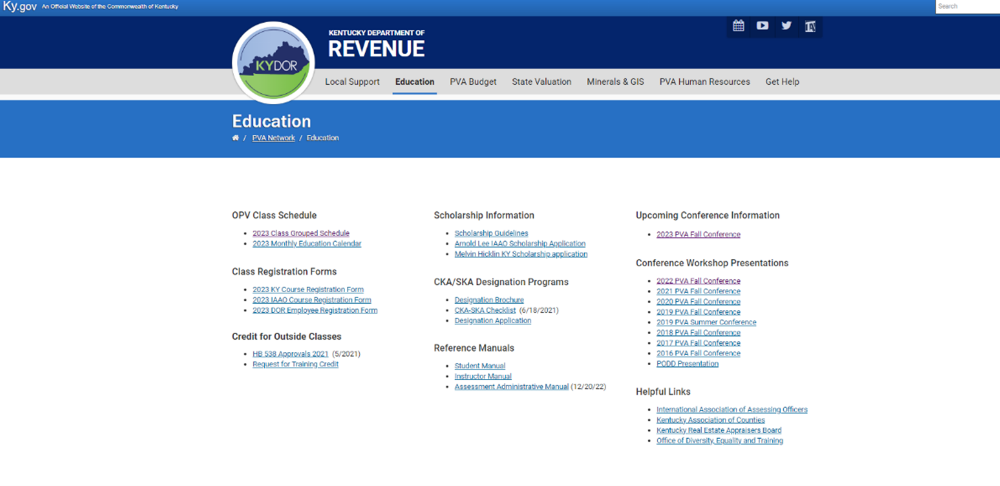 Ky.gov An Official Website of the Commonwealth of Kentucky
Search
KENTUCKY DEPARTMENT OF
REVENUE
KYDOR
Local Support Education PVA Budget State Valuation Minerals & GIS PVA Human Resources Get Help
Education
/ PVA Network / Education
OPV Class Schedule
2023 Class Grouped Schedule
2023 Monthly Education Calendar
Class Registration Forms
2023 KY Course Registration Form
2023 IAAO Course Registration Form
2023 DOR Employee Registration Form
Credit for Outside Classes
HB 538 Approvals 2021 (5/2021)
Request for Training Credit
Scholarship Information
Scholarship Guidelines
Arnold Lee IAAO Scholarship Application
Melvin Hicklin KY Scholarship application
CKA/SKA Designation Programs
Designation Brochure
CKA-SKA Checklist (6/18/2021)
Designation Application
Reference Manuals
Student Manual
Instructor Manual
Assessment Administrative Manual (12/20/22)
Upcoming Conference Information
2023 PVA Fall Conference
Conference Workshop Presentations
2022 PVA Fall Conference
2021 PVA Fall Conference
2020 PVA Fall Conference
2019 PVA Fall Conference
2019 PVA Summer Conference
2018 PVA Fall Conference
2017 PVA Fall Conference
2016 PVA Fall Conference
PODD Presentation
Helpful Links
International Association of Assessing Officers
Kentucky Association of Counties
Kentucky Real Estate Appraisers Board
Office of Diversity, Equality and Training